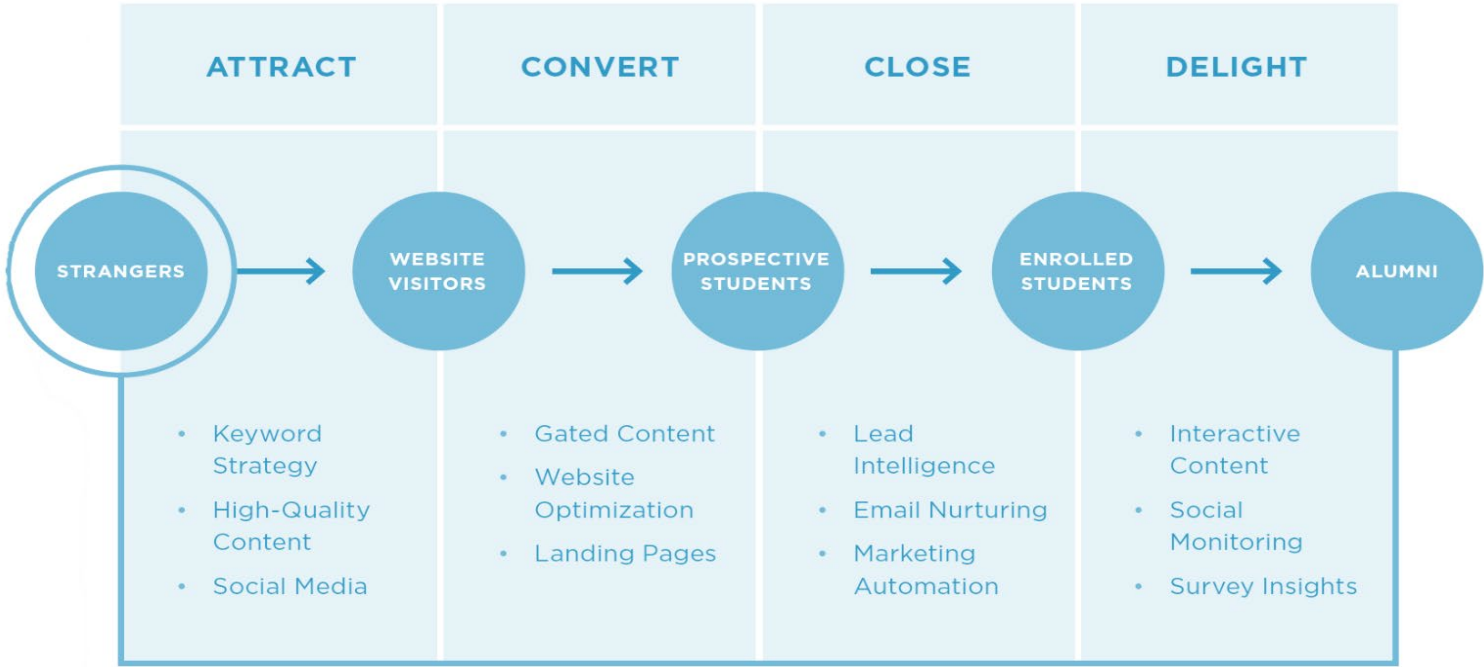 ATTRACT
CONVERT
CLOSE
DELIGHT
STRANGERS
WEBSITE
VISITORS
PROSPECTIVE
STUDENTS
ENROLLED
STUDENTS
ALUMNI
• Keyword
Strategy
• High-Quality
Content
• Social Media
• Gated Content
• Website
Optimization
• Landing Pages
• Lead
Intelligence
• Email Nurturing
• Marketing
Automation
• Interactive
Content
• Social
Monitoring
• Survey Insights